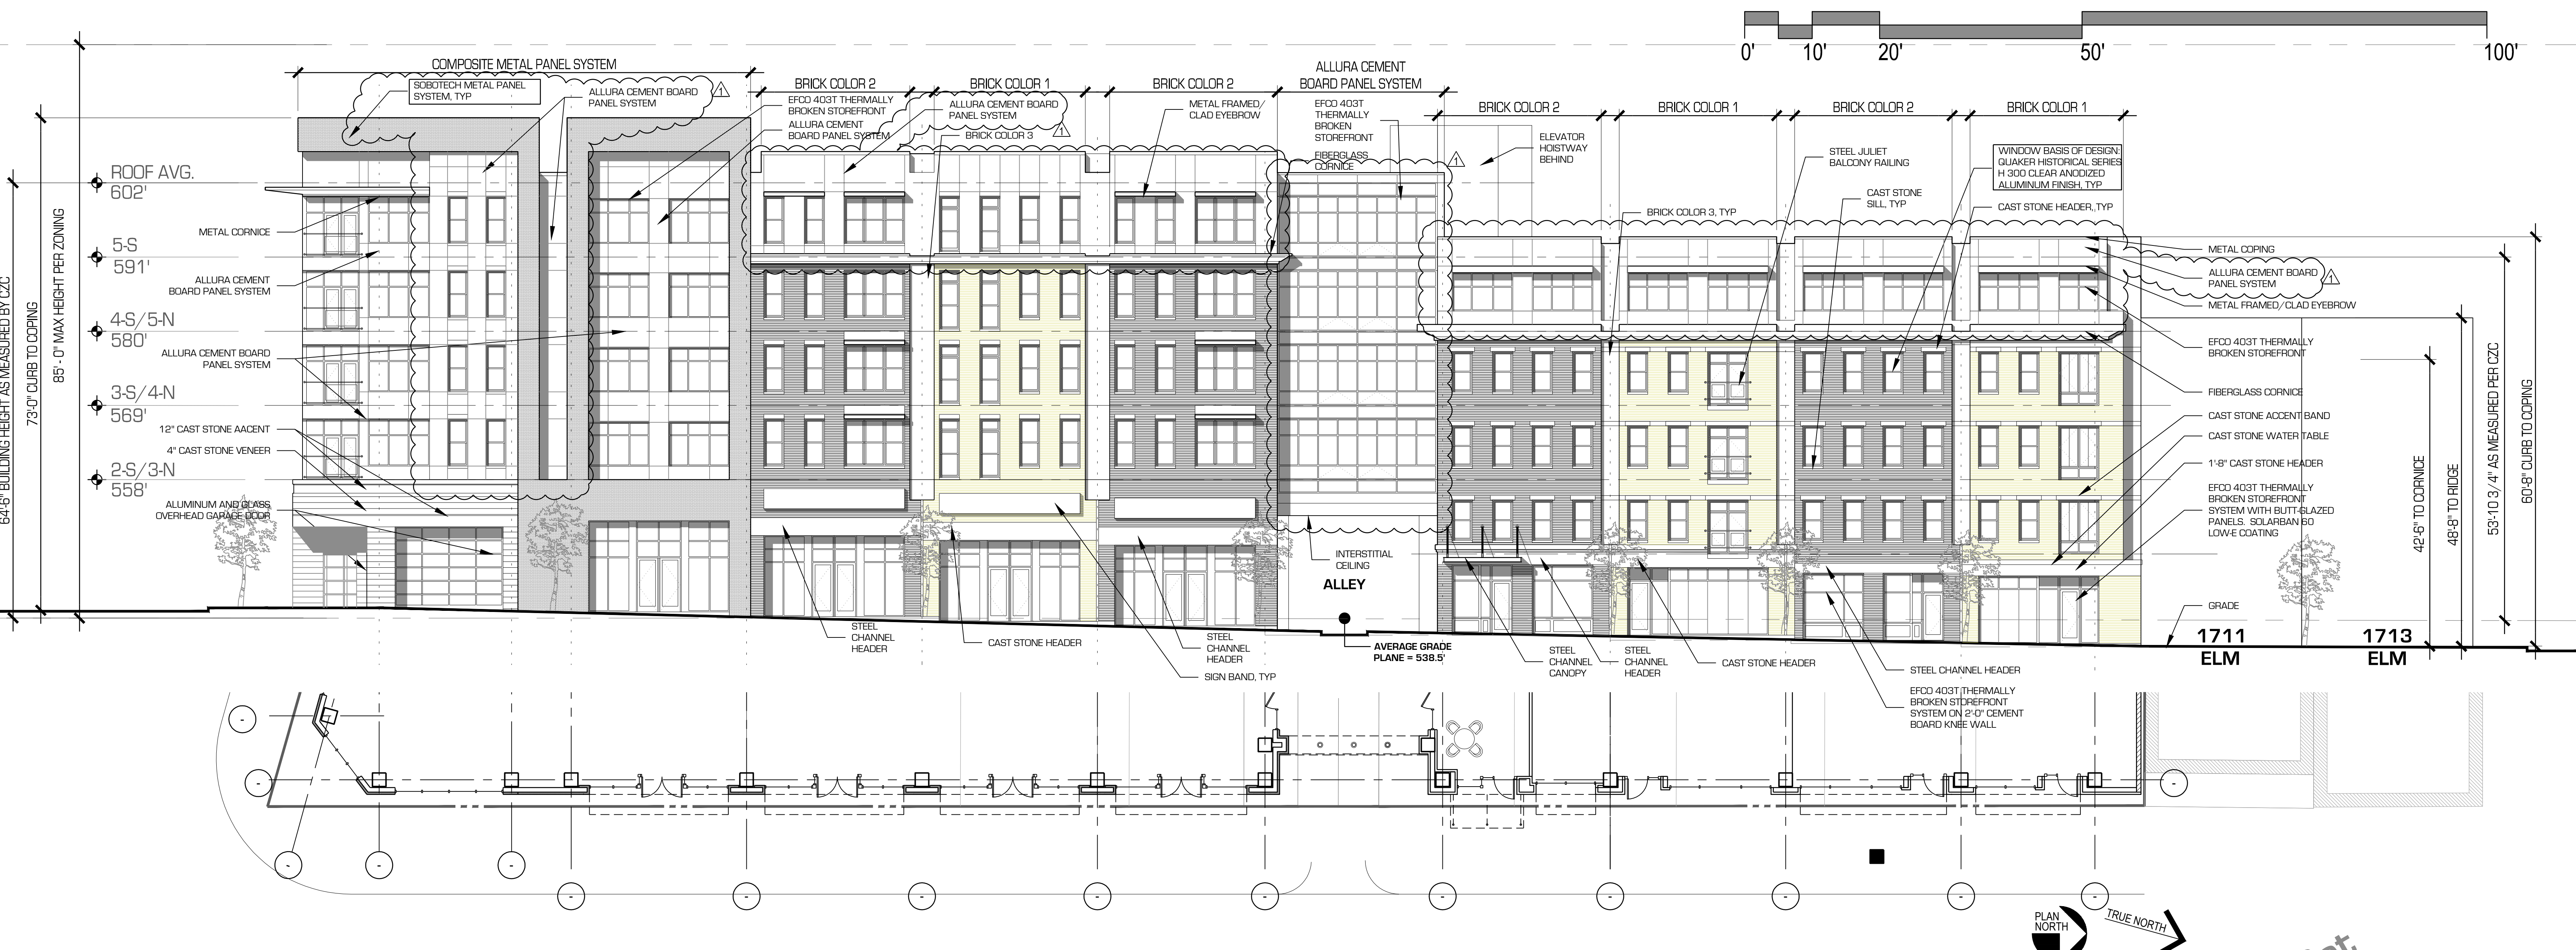 0'
10'
20'
50'
100'
COMPOSITE METAL PANEL SYSTEM
SOBOTECH METAL PANEL
SYSTEM, TYP
ALLURA CEMENT BOARD
PANEL SYSTEM
1
BRICK COLOR 2
BRICK COLOR 1
BRICK COLOR 2
EFCO 403T THERMALLY
BROKEN STOREFRONT
ALLURA CEMENT
BOARD PANEL SYSTEM
ALLURA CEMENT BOARD
PANEL SYSTEM
BRICK COLOR 3
1
METAL FRAMED/
CLAD EYEBROW
ALLURA CEMENT
BOARD PANEL SYSTEM
EFCO 403T
THERMALLY
BROKEN
STOREFRONT
FIBERGLASS
CORNICE
1
ELEVATOR
HOISTWAY
BEHIND
BRICK COLOR 2
BRICK COLOR 1
BRICK COLOR 2
BRICK COLOR 1
BRICK COLOR 3, TYP
STEEL JULIET
BALCONY RAILING
CAST STONE
SILL, TYP
WINDOW BASIS OF DESIGN:
QUAKER HISTORICAL SERIES
H 300 CLEAR ANODIZED
ALUMINUM FINISH, TYP
CAST STONE HEADER, TYP
METAL COPING
ALLURA CEMENT BOARD
PANEL SYSTEM
1
METAL FRAMED/CLAD EYEBROW
EFCO 403T THERMALLY
BROKEN STOREFRONT
FIBERGLASS CORNICE
CAST STONE ACCENT BAND
CAST STONE WATER TABLE
1'-8" CAST STONE HEADER
EFCO 403T THERMALLY
BROKEN STOREFRONT
SYSTEM WITH BUTT-GLAZED
PANELS. SOLARBAN 60
LOW-E COATING
GRADE
1711
ELM
1713
ELM
42'-6" TO CORNICE
48'-8" TO RIDGE
53'-10 3/4" AS MEASURED PER CZC
60'-8" CURB TO COPING
64'-6" BUILDING HEIGHT AS MEASURED BY CZC
73'-0" CURB TO COPING
85'- 0" MAX HEIGHT PER ZONING
ROOF AVG.
602'
5-S
591'
4-S/5-N
580'
3-S/4-N
569'
2-S/3-N
558'
METAL CORNICE
ALLURA CEMENT
BOARD PANEL SYSTEM
ALLURA CEMENT BOARD
PANEL SYSTEM
12" CAST STONE AACENT
4" CAST STONE VENEER
ALUMINUM AND GLASS
OVERHEAD GARAGE DOOR
STEEL
CHANNEL
HEADER
CAST STONE HEADER
STEEL
CHANNEL
HEADER
SIGN BAND, TYP
INTERSTITIAL
CEILING
ALLEY
AVERAGE GRADE
PLANE = 538.5'
STEEL
CHANNEL
CANOPY
STEEL
CHANNEL
HEADER
CAST STONE HEADER
STEEL CHANNEL HEADER
EFCO 403T THERMALLY
BROKEN STOREFRONT
SYSTEM ON 2'-0" CEMENT
BOARD KNEE WALL
PLAN
NORTH
TRUE NORTH